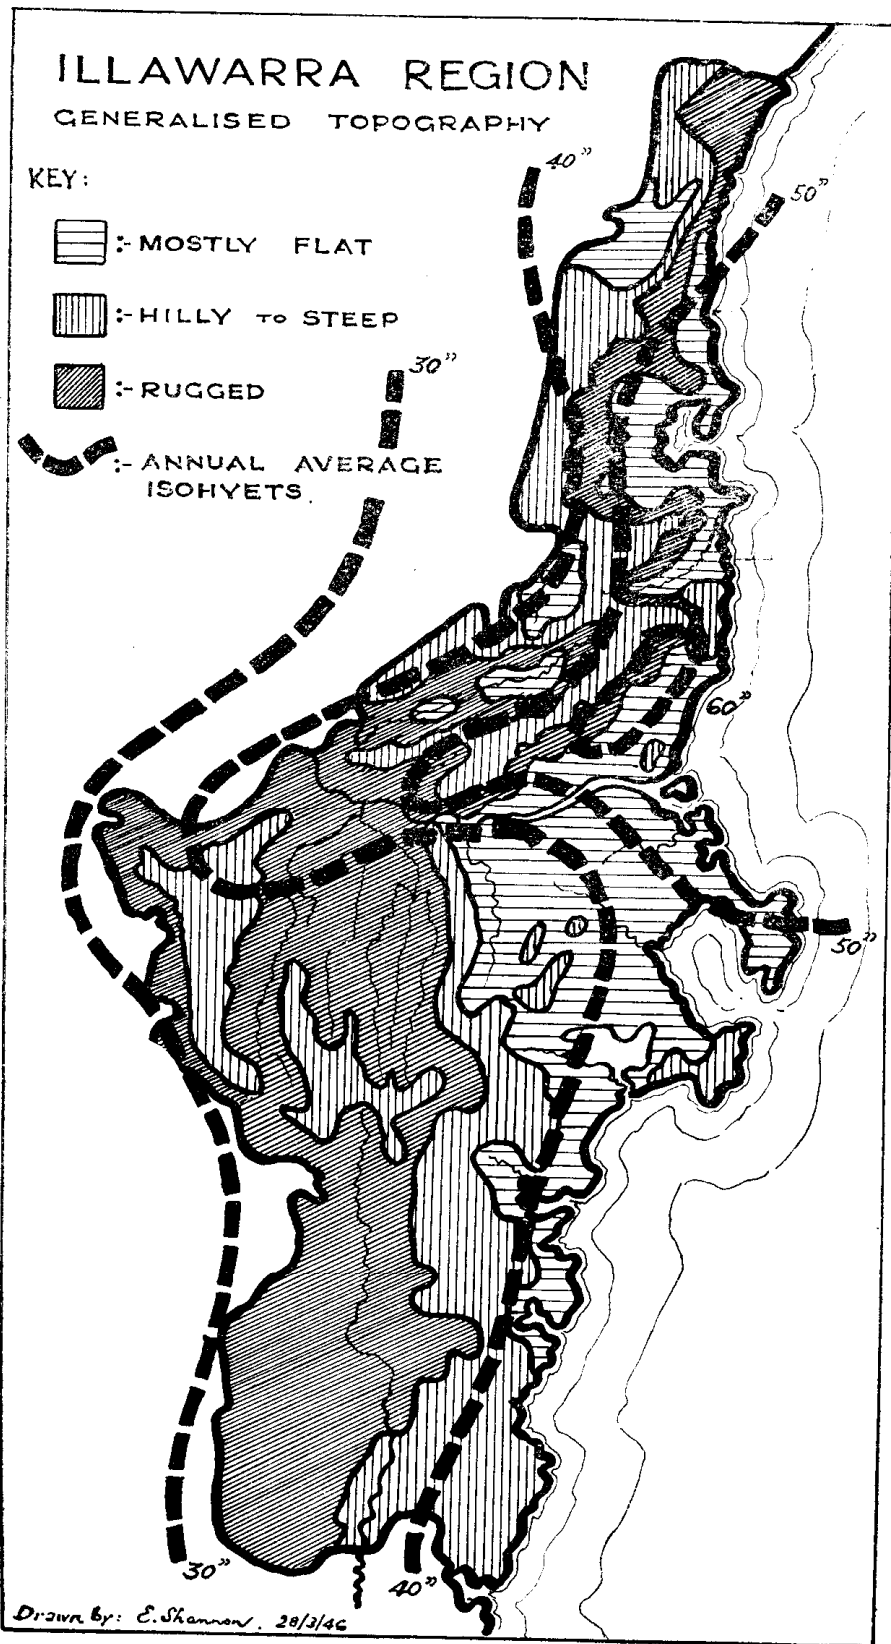 ILLAWARRA REGION
GENERALISED TOPOGRAPHY
KEY:
:- MOSTLY FLAT
:- HILLY TO STEEP
:- RUGGED
:- ANNUAL AVERAGE
ISOHYETS.
40"
50"
30"
60"
50"
30"
40"
Drawn By: E. Shannon. 28/3/46